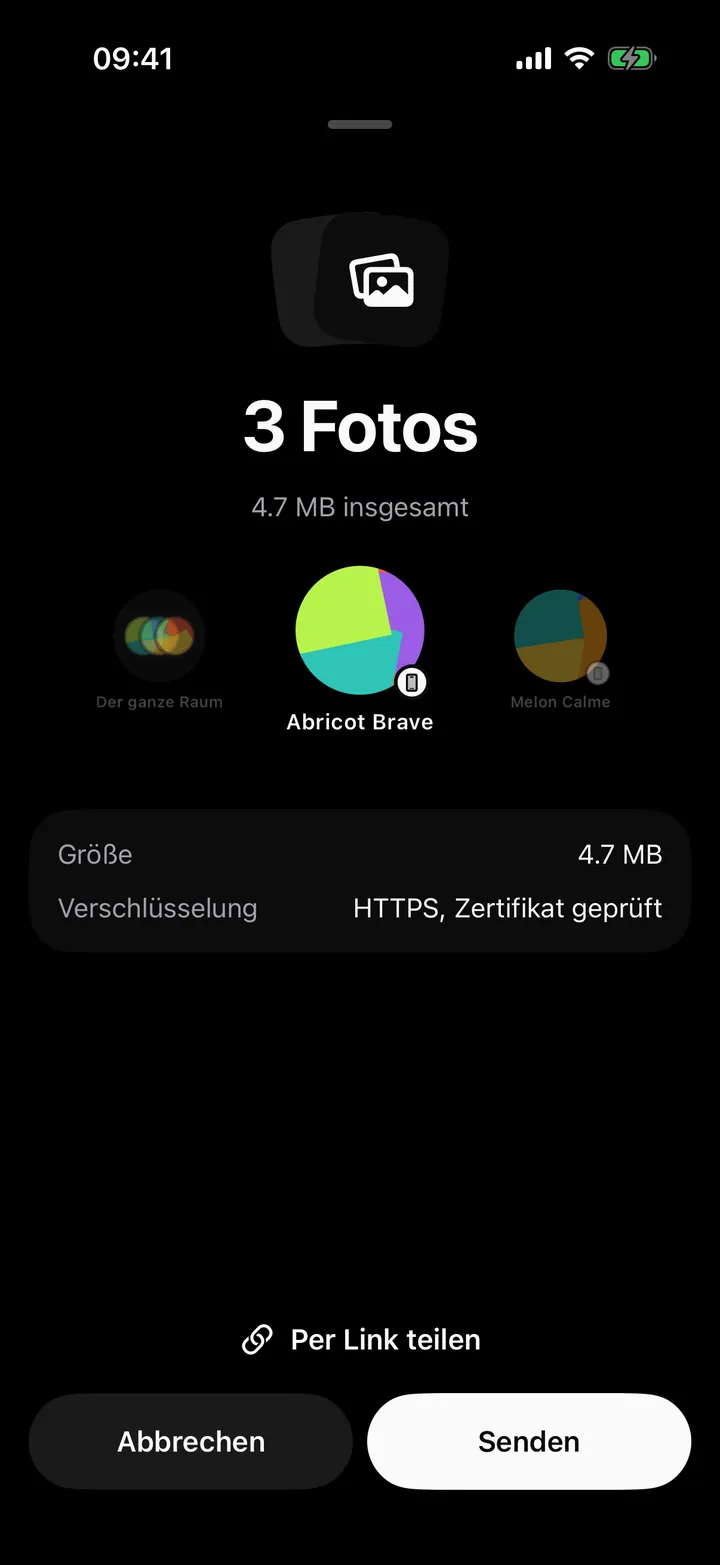 09:41
3 Fotos
4.7 MB insgesamt
Der ganze Raum
Abricot Brave
Melon Calme
Größe 4.7 MB
Verschlüsselung HTTPS, Zertifikat geprüft
Per Link teilen
Abbrechen Senden